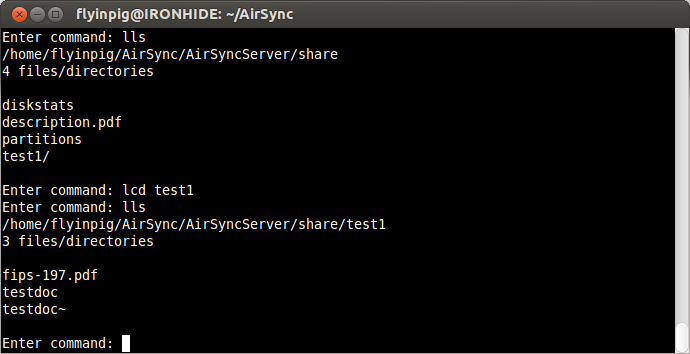 flyinpig@IRONHIDE: ~/AirSync
Enter command: lls
/home/flyinpig/AirSync/AirSyncServer/share
4 files/directories
diskstats
description.pdf
partitions
test1/
Enter command: lcd test1
Enter command: lls
/home/flyinpig/AirSync/AirSyncServer/share/test1
3 files/directories
fips-197.pdf
testdoc
testdoc~
Enter command: